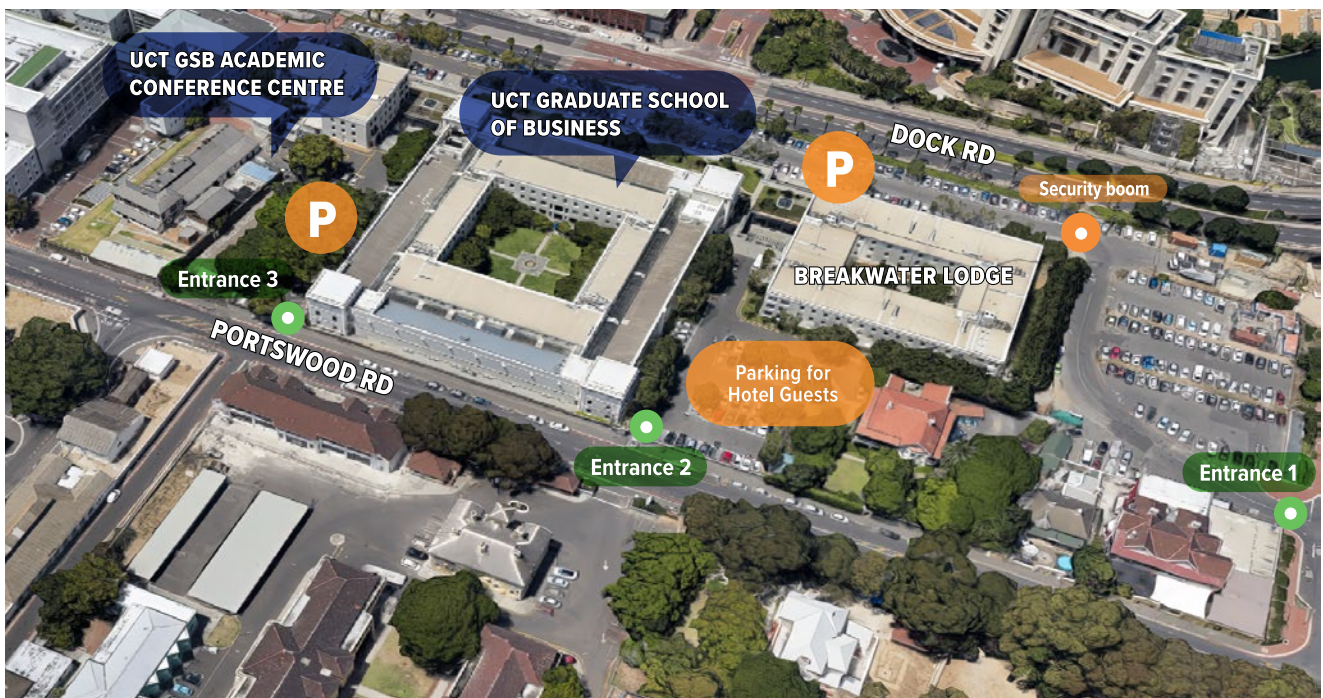 UCT GSB ACADEMIC
CONFERENCE CENTRE
UCT GRADUATE SCHOOL
OF BUSINESS
P
DOCK RD
Security boom
P
BREAKWATER LODGE
Entrance 3
PORTSWOOD RD
Parking for
Hotel Guests
Entrance 2
Entrance 1